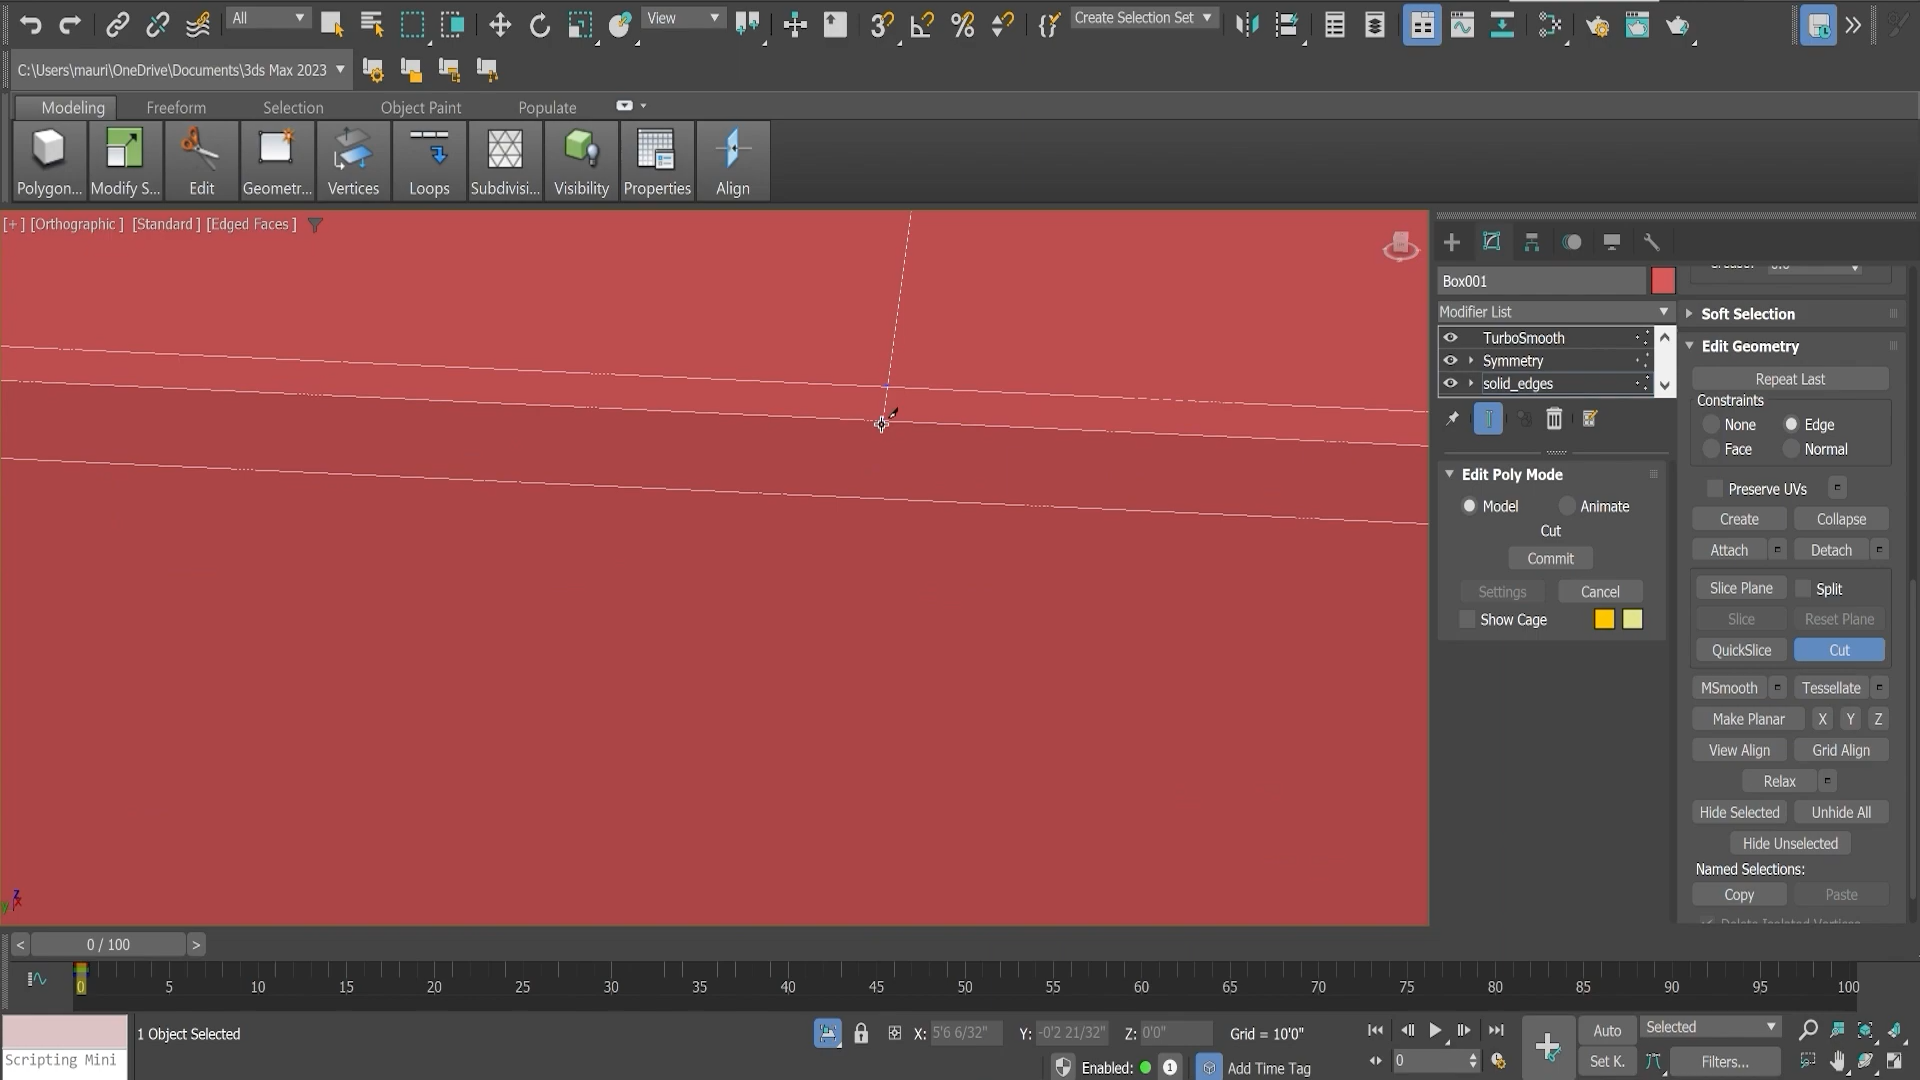 All
View
Create Selection Set
C:\Users\mauri\OneDrive\Documents\3ds Max 2023
Modeling Freeform Selection Object Paint Populate
Polygon... Modify S... Edit Geometr... Vertices Loops Subdivisi... Visibility Properties Align
[+] [Orthographic] [Standard] [Edged Faces]
Box001
Modifier List
TurboSmooth
Symmetry
solid_edges
Edit Poly Mode
Model Animate
Cut
Commit
Settings Cancel
Show Cage
Soft Selection
Edit Geometry
Repeat Last
Constraints
None Edge
Face Normal
Preserve UVs
Create Collapse
Attach Detach
Slice Plane Split
Slice Reset Plane
QuickSlice Cut
MSmooth Tessellate
Make Planar X Y Z
View Align Grid Align
Relax
Hide Selected Unhide All
Hide Unselected
Named Selections:
Copy Paste
z
y x
< 0 / 100 >
0 5 10 15 20 25 30 35 40 45 50 55 60 65 70 75 80 85 90 95 100
1 Object Selected
X: 5'6 6/32" Y: -0'2 21/32" Z: 0'0" Grid = 10'0"
Auto Selected
Scripting Mini
Enabled: 1 Add Time Tag
0
Set K. Filters...